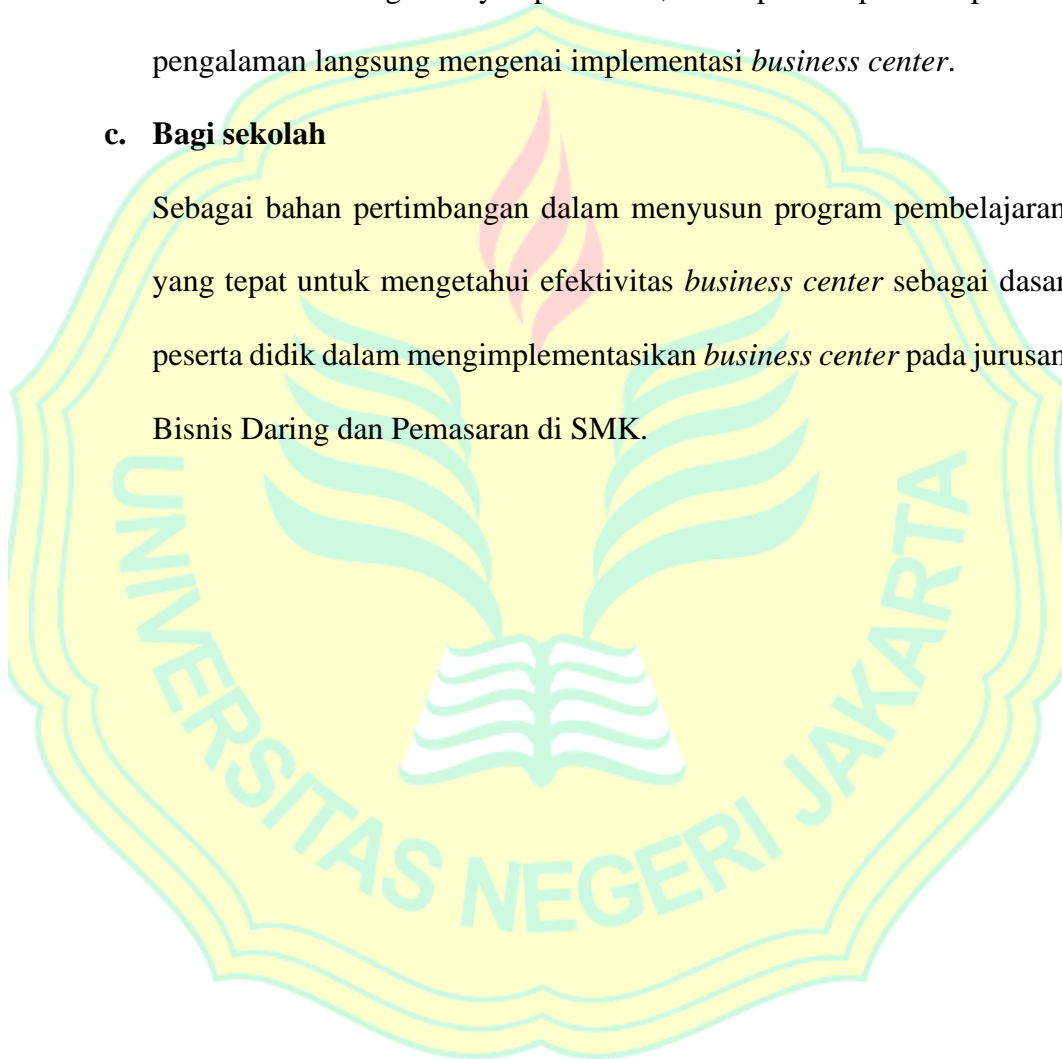 pengalaman langsung mengenai implementasi business center.
c. Bagi sekolah
Sebagai bahan pertimbangan dalam menyusun program pembelajaran
yang tepat untuk mengetahui efektivitas business center sebagai dasar
peserta didik dalam mengimplementasikan business center pada jurusan
Bisnis Daring dan Pemasaran di SMK.
UNIVERSITAS NEGERI JAKARTA